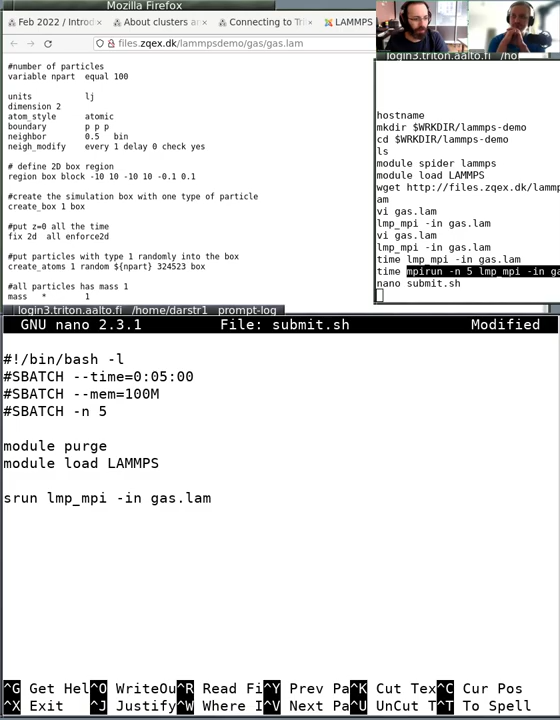 Mozilla Firefox
Feb 2022 / Introd
About clusters an
Connecting to Tri
LAMMPS
files.zqex.dk/lammpsdemo/gas/gas.lam
#number of particles
variable npart equal 100
units lj
dimension 2
atom_style atomic
boundary p p p
neighbor 0.5 bin
neigh_modify every 1 delay 0 check yes
# define 2D box region
region box block -10 10 -10 10 -0.1 0.1
#create the simulation box with one type of particle
create_box 1 box
#put z=0 all the time
fix 2d all enforce2d
#put particles with type 1 randomly into the box
create_atoms 1 random ${npart} 324523 box
#all particles has mass 1
mass * 1
login3.triton.aalto.fi /ho
hostname
mkdir $WRKDIR/lammps-demo
cd $WRKDIR/lammps-demo
ls
module spider lammps
module load LAMMPS
wget http://files.zqex.dk/lammp
am
vi gas.lam
lmp_mpi -in gas.lam
vi gas.lam
lmp_mpi -in gas.lam
time lmp_mpi -in gas.lam
time mpirun -n 5 lmp_mpi -in ga
nano submit.sh
login3.triton.aalto.fi /home/darstr1 prompt-log
GNU nano 2.3.1 File: submit.sh Modified
#!/bin/bash -l
#SBATCH --time=0:05:00
#SBATCH --mem=100M
#SBATCH -n 5
module purge
module load LAMMPS
srun lmp_mpi -in gas.lam
^G Get Hel^O WriteOu^R Read Fi^Y Prev Pa^K Cut Tex^C Cur Pos
^X Exit ^J Justify^W Where I^V Next Pa^U UnCut T^T To Spell